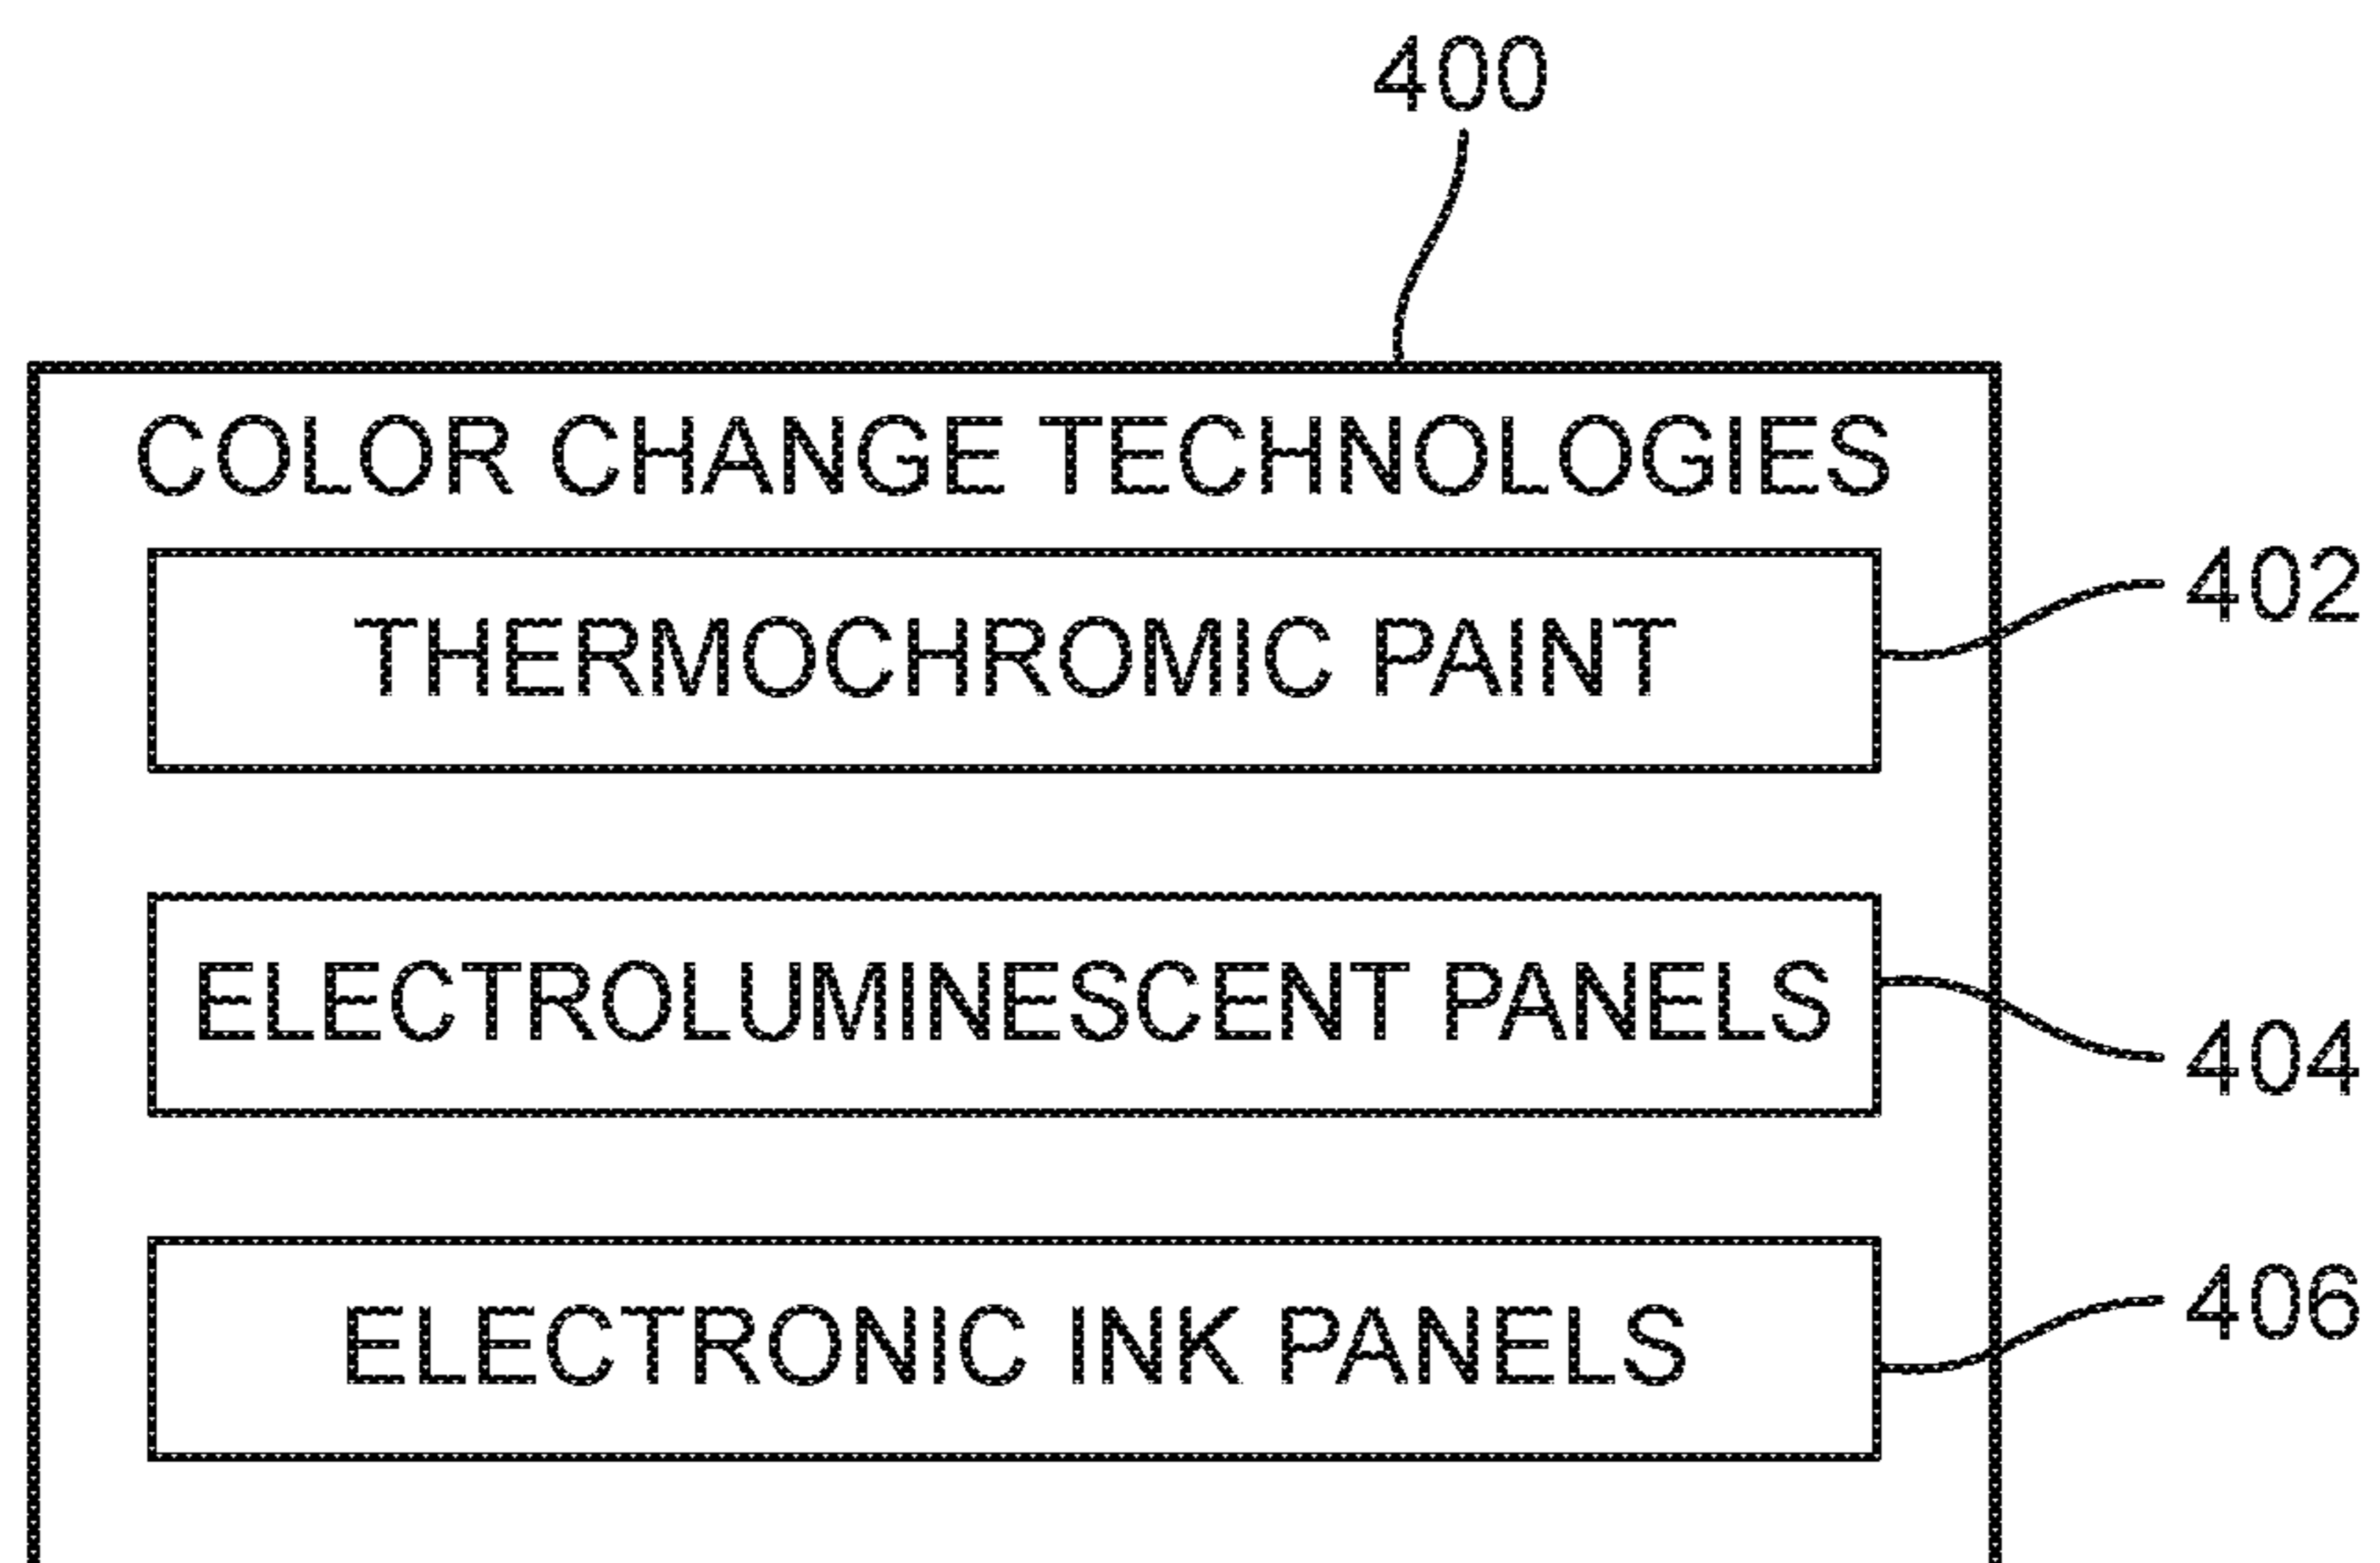 400
COLOR CHANGE TECHNOLOGIES
THERMOCHROMIC PAINT
402
ELECTROLUMINESCENT PANELS
404
ELECTRONIC INK PANELS
406